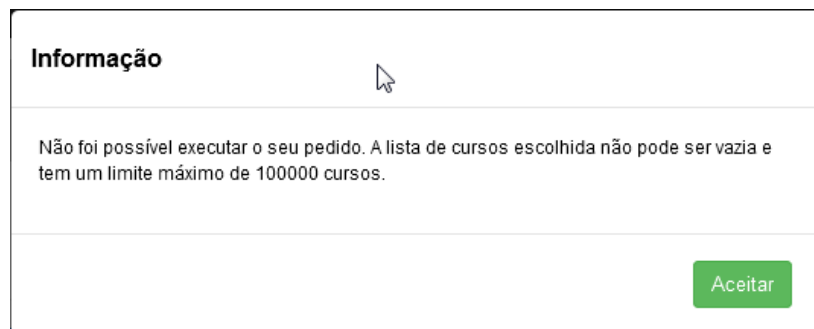 Informação
Não foi possível executar o seu pedido. A lista de cursos escolhida não pode ser vazia e
tem um limite máximo de 100000 cursos.
Aceitar